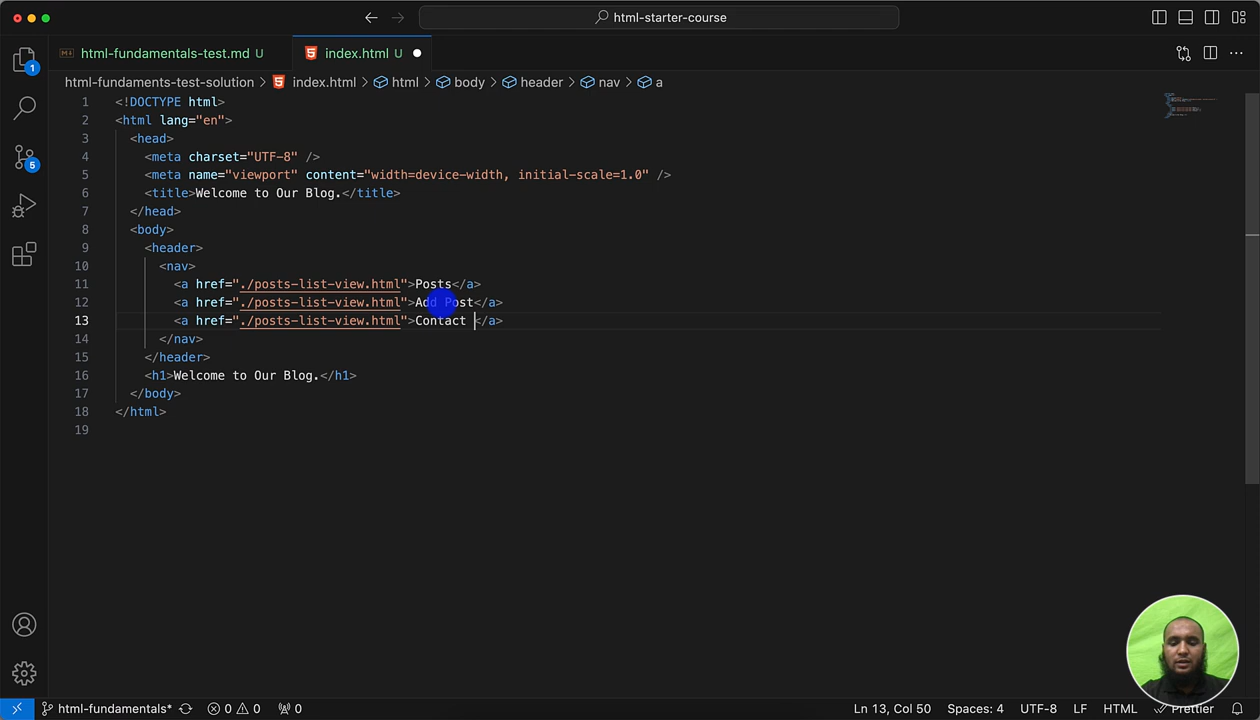 html-starter-course
html-fundamentals-test.md U
index.html U
html-fundaments-test-solution > index.html > html > body > header > nav > a
1 <!DOCTYPE html>
2 <html lang="en">
3 <head>
4 <meta charset="UTF-8" />
5 <meta name="viewport" content="width=device-width, initial-scale=1.0" />
6 <title>Welcome to Our Blog.</title>
7 </head>
8 <body>
9 <header>
10 <nav>
11 <a href="./posts-list-view.html">Posts</a>
12 <a href="./posts-list-view.html">Add Post</a>
13 <a href="./posts-list-view.html">Contact </a>
14 </nav>
15 </header>
16 <h1>Welcome to Our Blog.</h1>
17 </body>
18 </html>
19
1
5
html-fundamentals* 0 0 0 Ln 13, Col 50 Spaces: 4 UTF-8 LF HTML Prettier